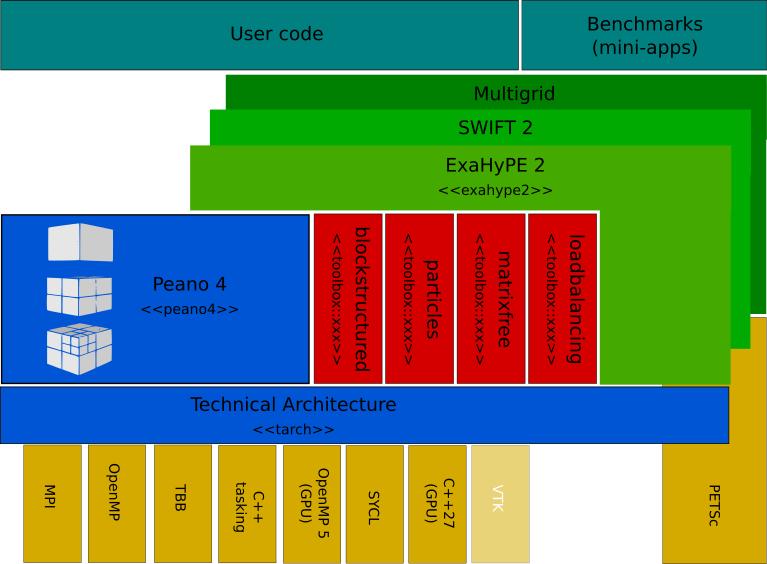 User code
Benchmarks
(mini-apps)
Multigrid
SWIFT 2
ExaHyPE 2
<<exahype2>>
Peano 4
<<peano4>>
blockstructured
<<toolbox::xxx>>
particles
<<toolbox::xxx>>
matrixfree
<<toolbox::xxx>>
loadbalancing
<<toolbox::xxx>>
Technical Architecture
<<tarch>>
MPI
OpenMP
TBB
C++
tasking
OpenMP 5
(GPU)
SYCL
C++27
(GPU)
VTK
PETSc